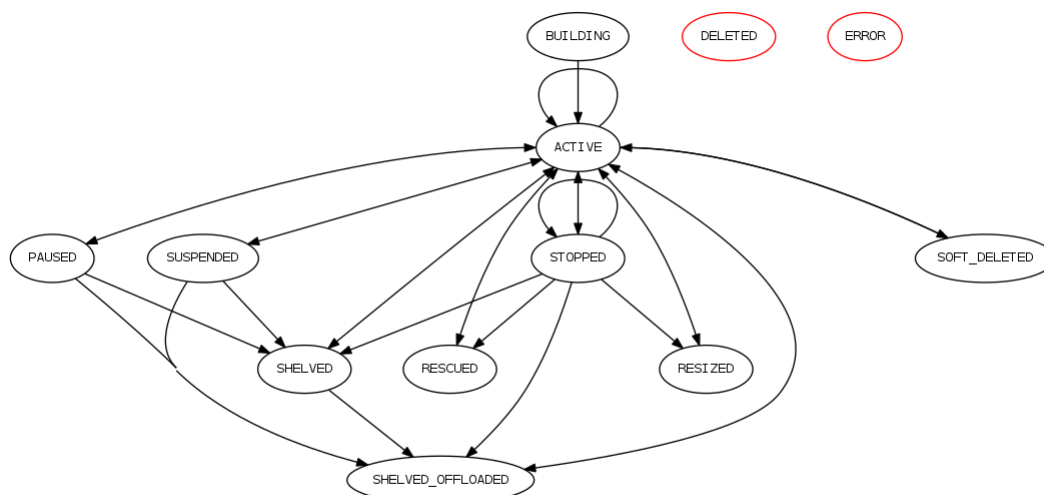 BUILDING
DELETED
ERROR
ACTIVE
PAUSED
SUSPENDED
STOPPED
SOFT_DELETED
SHELVED
RESCUED
RESIZED
SHELVED_OFFLOADED